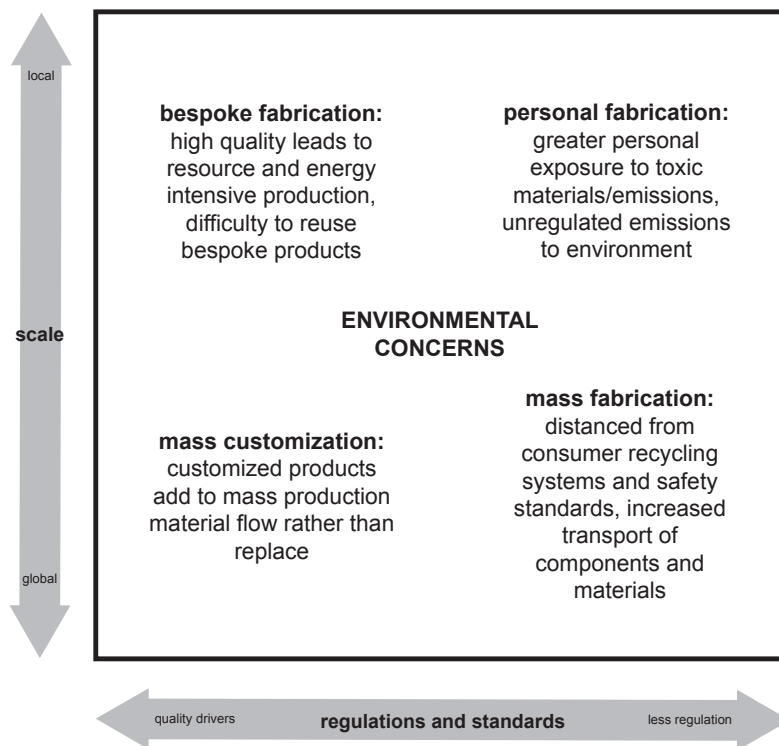 local
bespoke fabrication:
high quality leads to
resource and energy
intensive production,
difficulty to reuse
bespoke products
personal fabrication:
greater personal
exposure to toxic
materials/emissions,
unregulated emissions
to environment
scale
ENVIRONMENTAL
CONCERNS
mass customization:
customized products
add to mass production
material flow rather than
replace
mass fabrication:
distanced from
consumer recycling
systems and safety
standards, increased
transport of
components and
materials
global
quality drivers
regulations and standards
less regulation